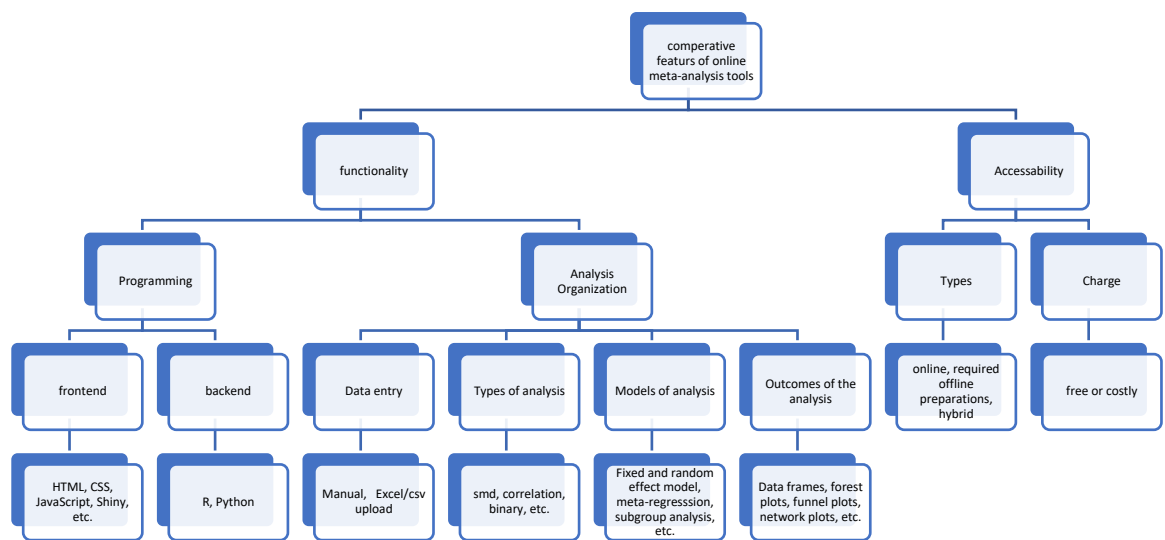 comperative
featurs of online
meta-analysis tools
functionality
Accessability
Programming
Analysis
Organization
Types
Charge
frontend
backend
Data entry
Types of analysis
Models of analysis
Outcomes of the
analysis
online, required
offline
preparations,
hybrid
free or costly
HTML, CSS,
JavaScript, Shiny,
etc.
R, Python
Manual, Excel/csv
upload
smd, correlation,
binary, etc.
Fixed and random
effect model,
meta-regresssion,
subgroup analysis,
etc.
Data frames, forest
plots, funnel plots,
network plots, etc.